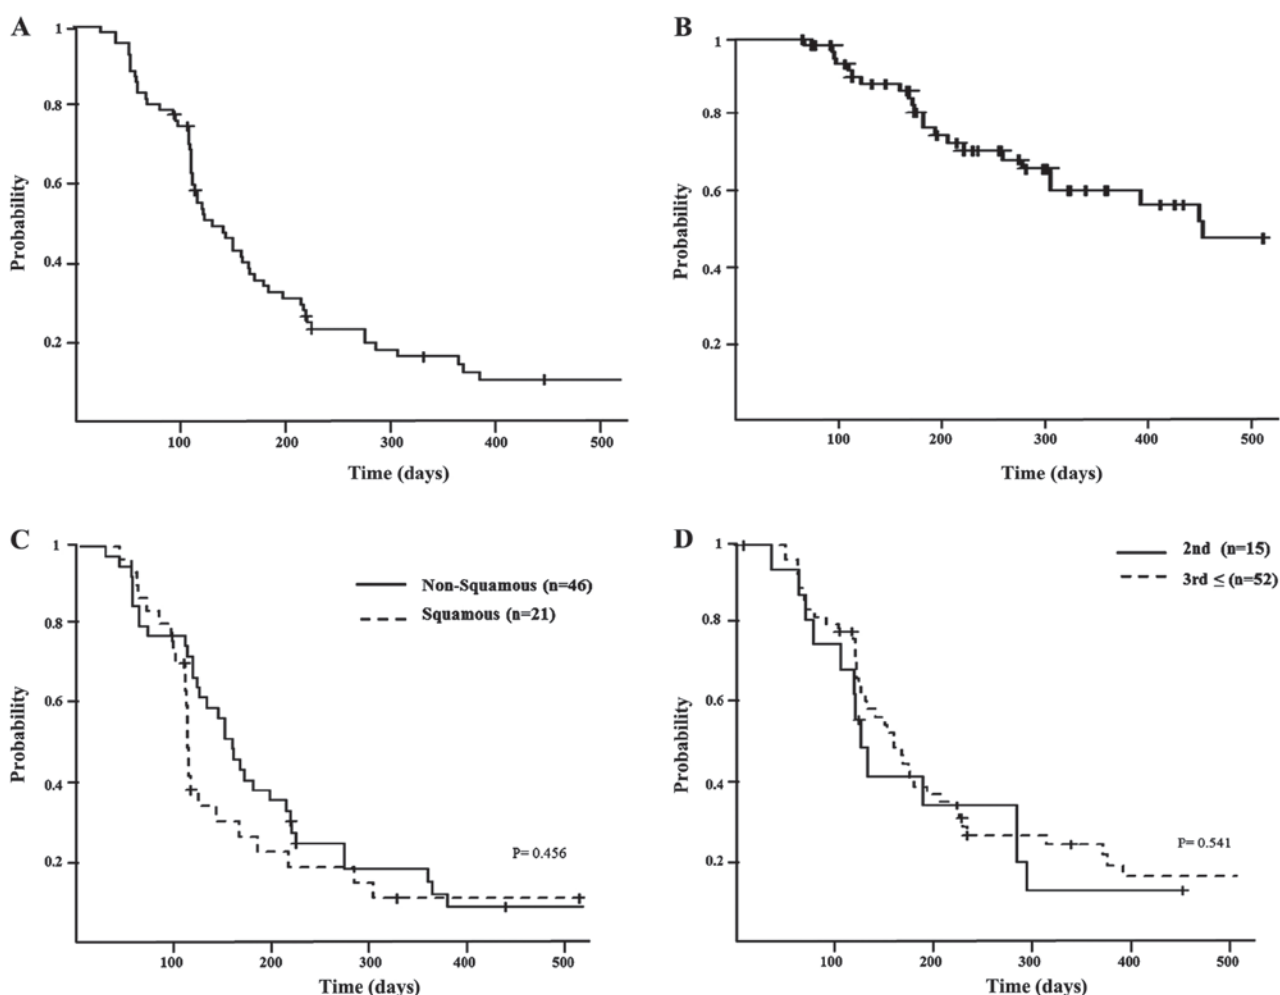 A
1
0.8
0.6
0.4
0.2
Probability
100 200 300 400 500
Time (days)
B
1
0.8
0.6
0.4
0.2
Probability
100 200 300 400 500
Time (days)
C
1
0.8
0.6
0.4
0.2
Probability
Non-Squamous (n=46)
Squamous (n=21)
P= 0.456
100 200 300 400 500
Time (days)
D
1
0.8
0.6
0.4
0.2
Probability
2nd (n=15)
3rd ≤ (n=52)
P= 0.541
100 200 300 400 500
Time (days)